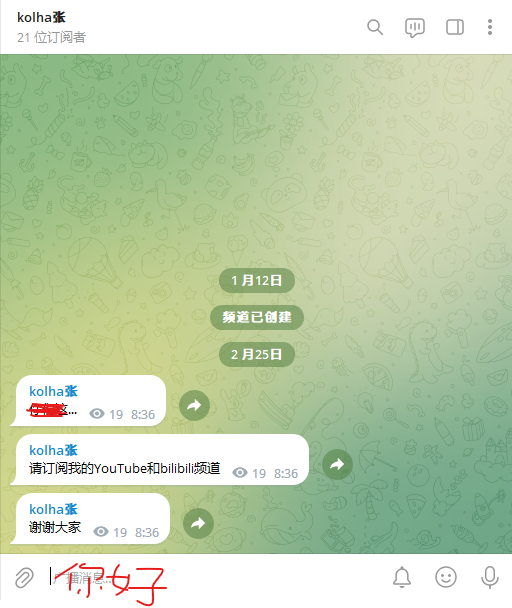 kolha张
21 位订阅者
1 月12日
频道已创建
2 月25日
kolha张
... 19 8:36
kolha张
请订阅我的YouTube和bilibili频道 19 8:36
kolha张
谢谢大家 19 8:36
广播消息...
你好